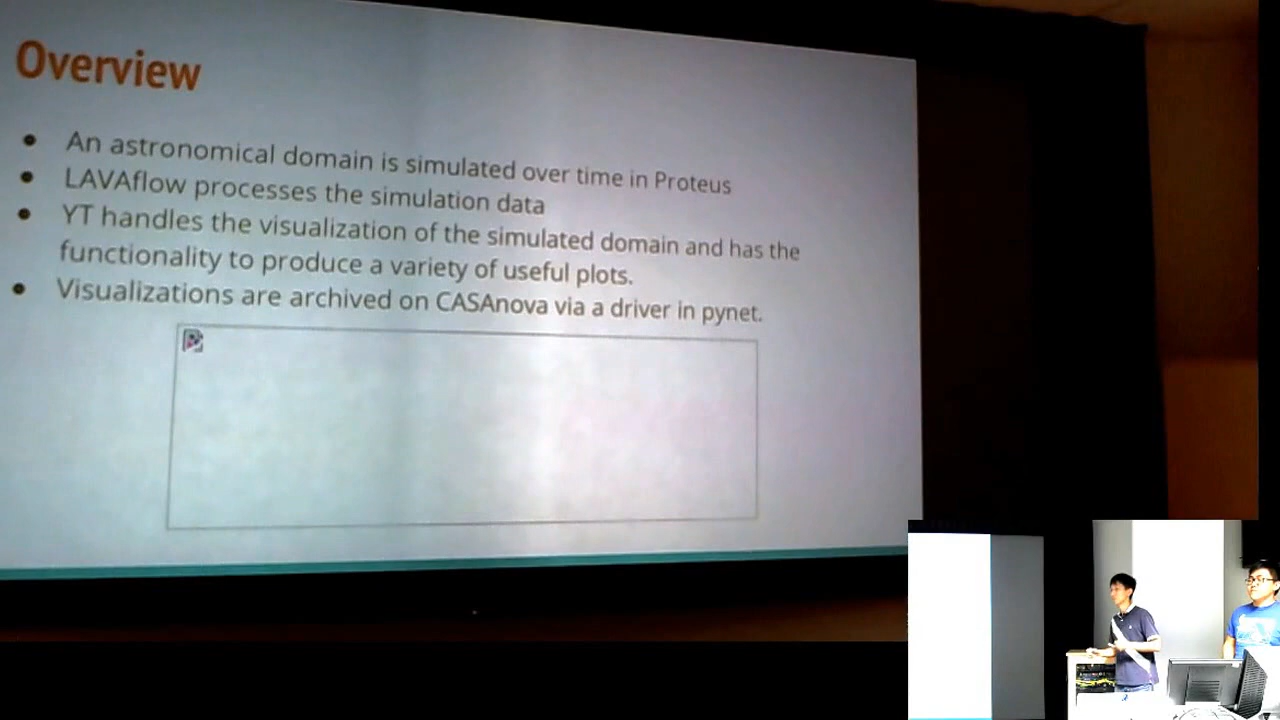 Overview
An astronomical domain is simulated over time in Proteus
LAVAflow processes the simulation data
YT handles the visualization of the simulated domain and has the
functionality to produce a variety of useful plots.
Visualizations are archived on CASAnova via a driver in pynet.